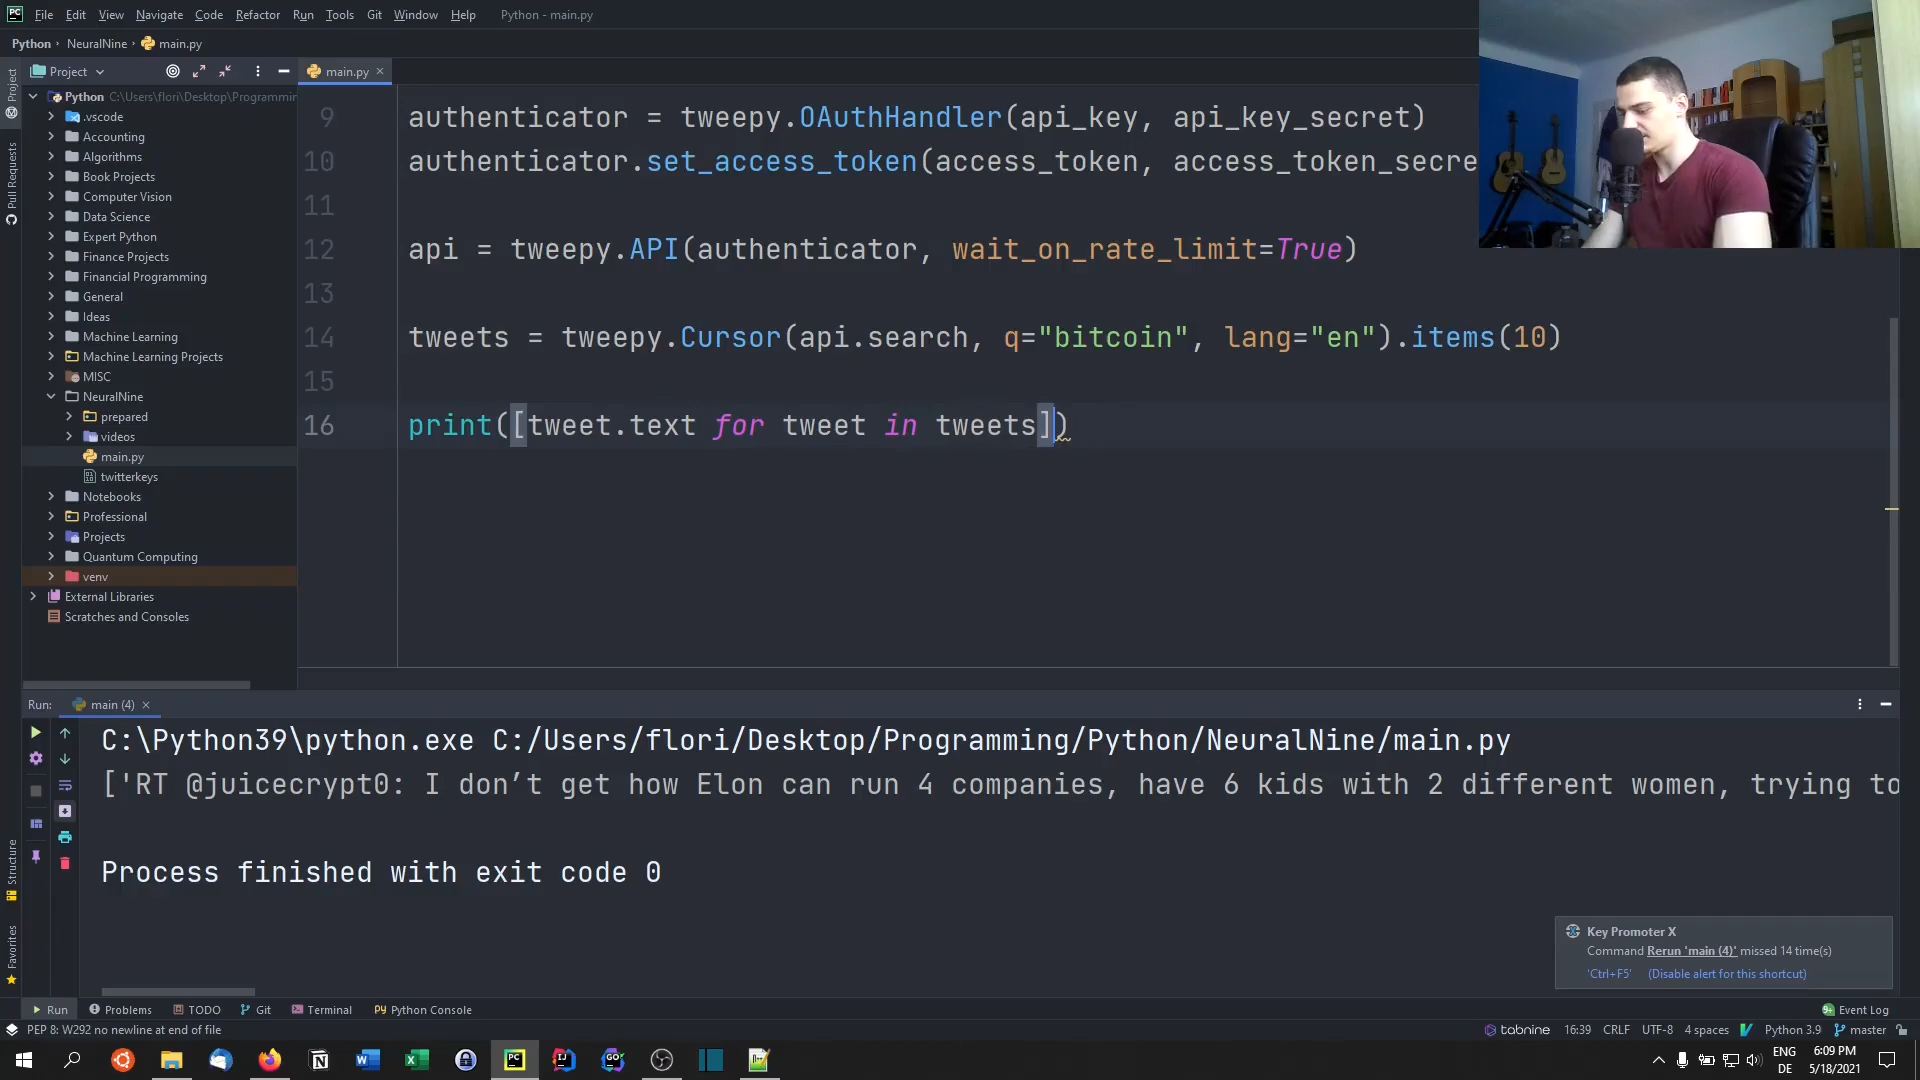 File Edit View Navigate Code Refactor Run Tools Git Window Help Python - main.py
Python NeuralNine main.py
Project
main.py
Project
Pull Requests
Structure
Favorites
Python C:\Users\flori\Desktop\Programmin
.vscode
Accounting
Algorithms
Book Projects
Computer Vision
Data Science
Expert Python
Finance Projects
Financial Programming
General
Ideas
Machine Learning
Machine Learning Projects
MISC
NeuralNine
prepared
videos
main.py
twitterkeys
Notebooks
Professional
Projects
Quantum Computing
venv
External Libraries
Scratches and Consoles
9 authenticator = tweepy.OAuthHandler(api_key, api_key_secret)
10 authenticator.set_access_token(access_token, access_token_secre
11
12 api = tweepy.API(authenticator, wait_on_rate_limit=True)
13
14 tweets = tweepy.Cursor(api.search, q="bitcoin", lang="en").items(10)
15
16 print([tweet.text for tweet in tweets])
Run: main (4)
C:\Python39\python.exe C:/Users/flori/Desktop/Programming/Python/NeuralNine/main.py
['RT @juicecrypt0: I don’t get how Elon can run 4 companies, have 6 kids with 2 different women, trying to
Process finished with exit code 0
Key Promoter X
Command Rerun 'main (4)' missed 14 time(s)
'Ctrl+F5' (Disable alert for this shortcut)
Run Problems TODO Git Terminal Python Console Event Log
PEP 8: W292 no newline at end of file
tabnine 16:39 CRLF UTF-8 4 spaces Python 3.9 master
ENG 6:09 PM
DE 5/18/2021